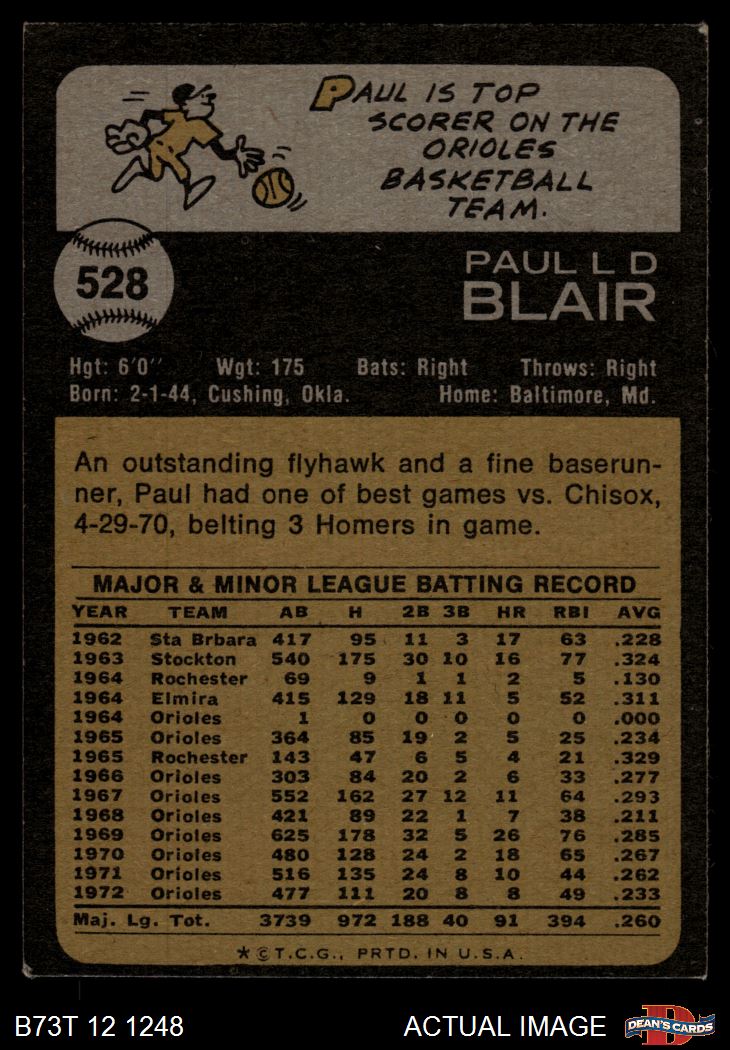 PAUL IS TOP
SCORER ON THE
ORIOLES
BASKETBALL
TEAM.
528
PAUL L D
BLAIR
Hgt: 6'0" Wgt: 175 Bats: Right Throws: Right
Born: 2-1-44, Cushing, Okla. Home: Baltimore, Md.
An outstanding flyhawk and a fine baserun-
ner, Paul had one of best games vs. Chisox,
4-29-70, belting 3 Homers in game.
MAJOR & MINOR LEAGUE BATTING RECORD
YEAR TEAM AB H 2B 3B HR RBI AVG
1962 Sta Brbara 417 95 11 3 17 63 .228
1963 Stockton 540 175 30 10 16 77 .324
1964 Rochester 69 9 1 1 2 5 .130
1964 Elmira 415 129 18 11 5 52 .311
1964 Orioles 1 0 0 0 0 0 .000
1965 Orioles 364 85 19 2 5 25 .234
1965 Rochester 143 47 6 5 4 21 .329
1966 Orioles 303 84 20 2 6 33 .277
1967 Orioles 552 162 27 12 11 64 .293
1968 Orioles 421 89 22 1 7 38 .211
1969 Orioles 625 178 32 5 26 76 .285
1970 Orioles 480 128 24 2 18 65 .267
1971 Orioles 516 135 24 8 10 44 .262
1972 Orioles 477 111 20 8 8 49 .233
Maj. Lg. Tot. 3739 972 188 40 91 394 .260
★©T.C.G., PRTD. IN U.S.A.
B73T 12 1248 ACTUAL IMAGE D DEAN'S CARDS